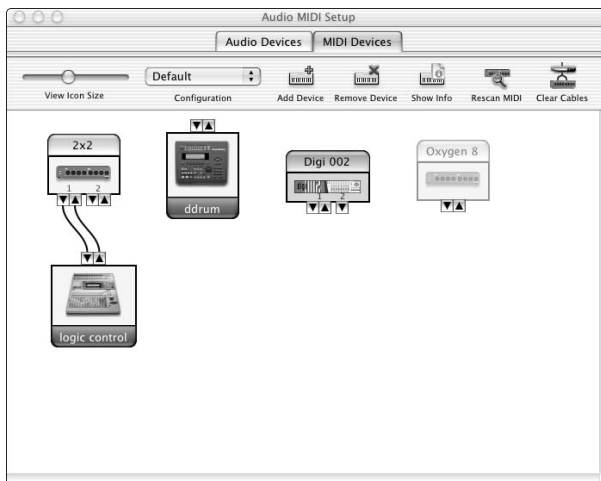 Audio MIDI Setup
Audio Devices MIDI Devices
Default
View Icon Size Configuration Add Device Remove Device Show Info Rescan MIDI Clear Cables
2x2
1 2
ddrum
Digi 002
1 2
Oxygen 8
logic control